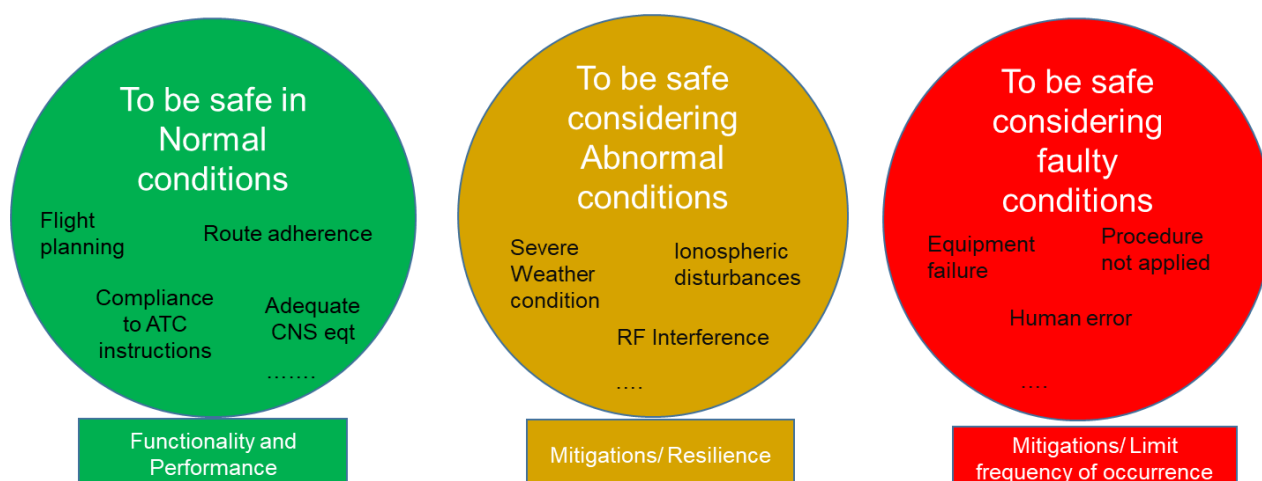 To be safe in
Normal
conditions
Flight
planning
Route adherence
Compliance
to ATC
instructions
Adequate
CNS eqt
…….
Functionality and
Performance
To be safe
considering
Abnormal
conditions
Severe
Weather
condition
Ionospheric
disturbances
RF Interference
….
Mitigations/ Resilience
To be safe
considering
faulty
conditions
Equipment
failure
Procedure
not applied
Human error
….
Mitigations/ Limit
frequency of occurrence